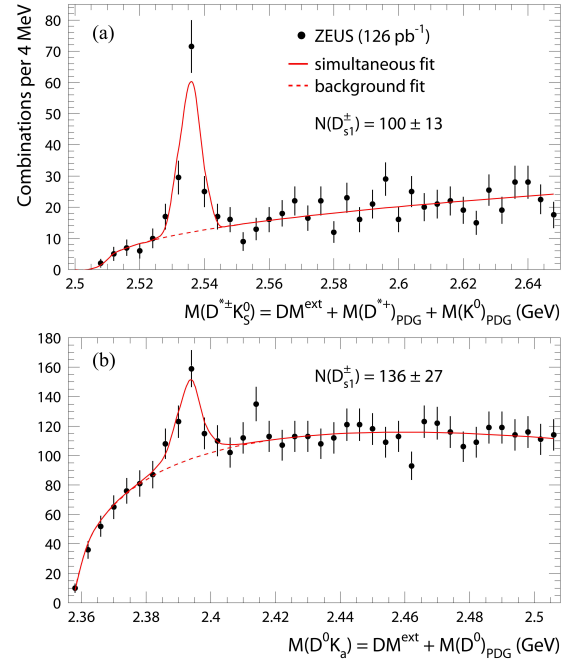 Combinations per 4 MeV
(a)
ZEUS (126 pb⁻¹)
simultaneous fit
background fit
N(D±s1) = 100 ± 13
80
70
60
50
40
30
20
10
0
2.5 2.52 2.54 2.56 2.58 2.6 2.62 2.64
M(D*±K0S) = DMext + M(D*+)PDG + M(K0)PDG (GeV)
(b)
N(D±s1) = 136 ± 27
180
160
140
120
100
80
60
40
20
0
2.36 2.38 2.4 2.42 2.44 2.46 2.48 2.5
M(D0Ka) = DMext + M(D0)PDG (GeV)